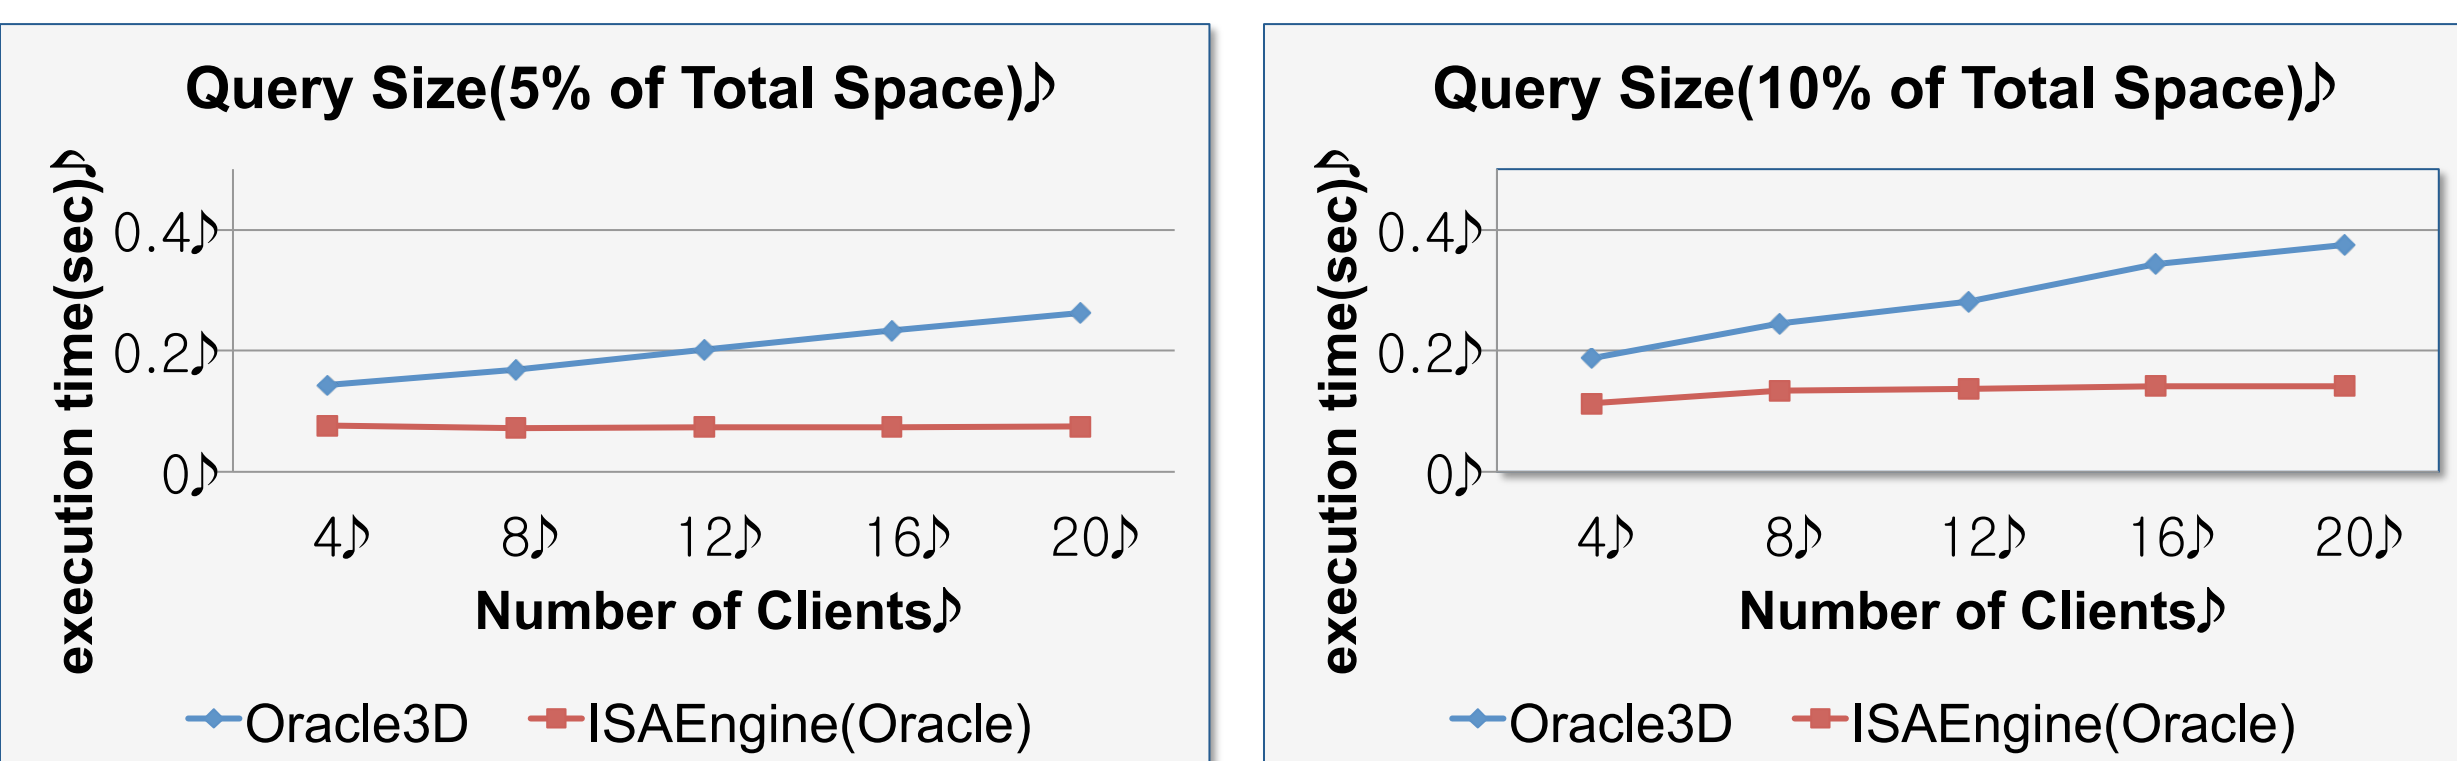 Query Size(5% of Total Space)♪
execution time(sec)♪
0.4♪
0.2♪
0♪
4♪ 8♪ 12♪ 16♪ 20♪
Number of Clients♪
Oracle3D ISAEngine(Oracle)
Query Size(10% of Total Space)♪
execution time(sec)♪
0.4♪
0.2♪
0♪
4♪ 8♪ 12♪ 16♪ 20♪
Number of Clients♪
Oracle3D ISAEngine(Oracle)